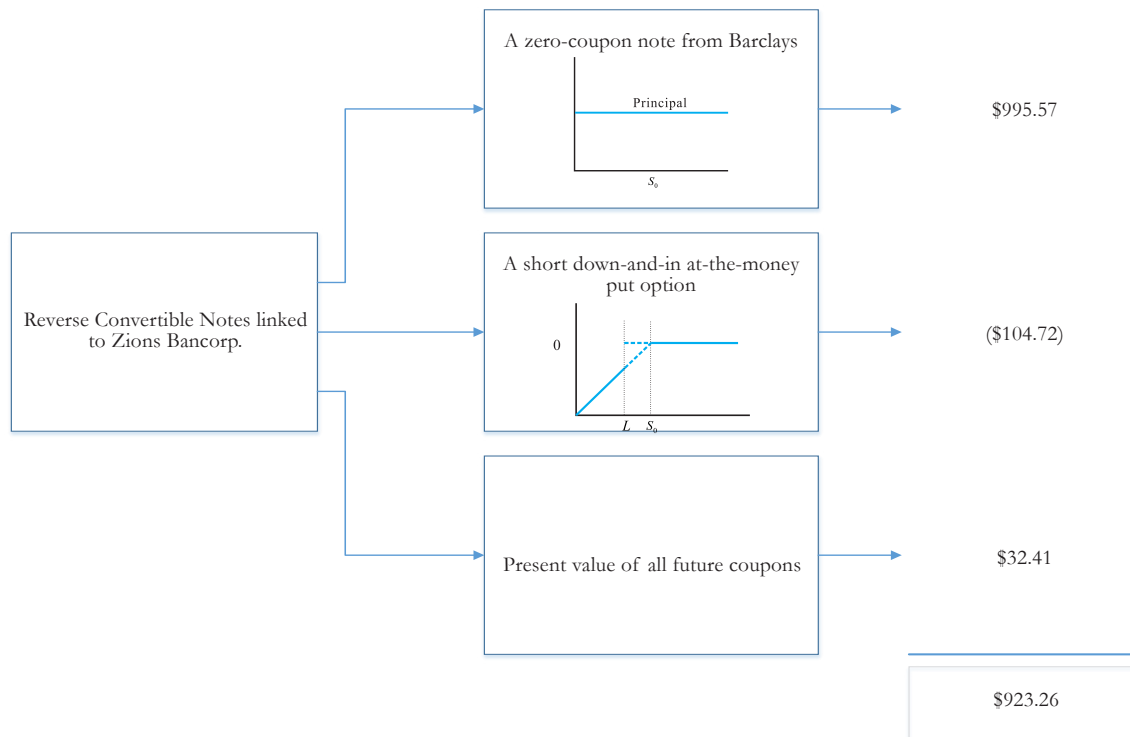 A zero-coupon note from Barclays
Principal
S₀
$995.57
Reverse Convertible Notes linked
to Zions Bancorp.
A short down-and-in at-the-money
put option
0
L S₀
($104.72)
Present value of all future coupons
$32.41
$923.26